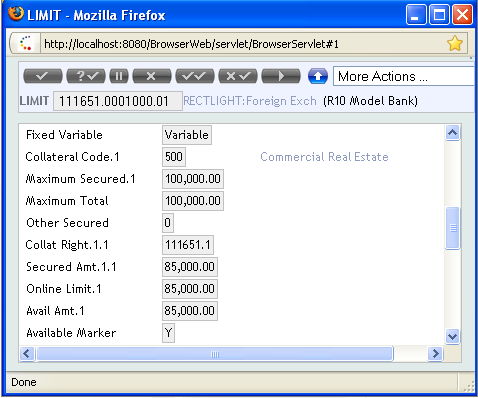 LIMIT - Mozilla Firefox
http://localhost:8080/BrowserWeb/servlet/BrowserServlet#1
More Actions ...
LIMIT 111651.0001000.01 RECTLIGHT:Foreign Exch (R10 Model Bank)
Fixed Variable Variable
Collateral Code.1 500 Commercial Real Estate
Maximum Secured.1 100,000.00
Maximum Total 100,000.00
Other Secured 0
Collat Right.1.1 111651.1
Secured Amt.1.1 85,000.00
Online Limit.1 85,000.00
Avail Amt.1 85,000.00
Available Marker Y
Done